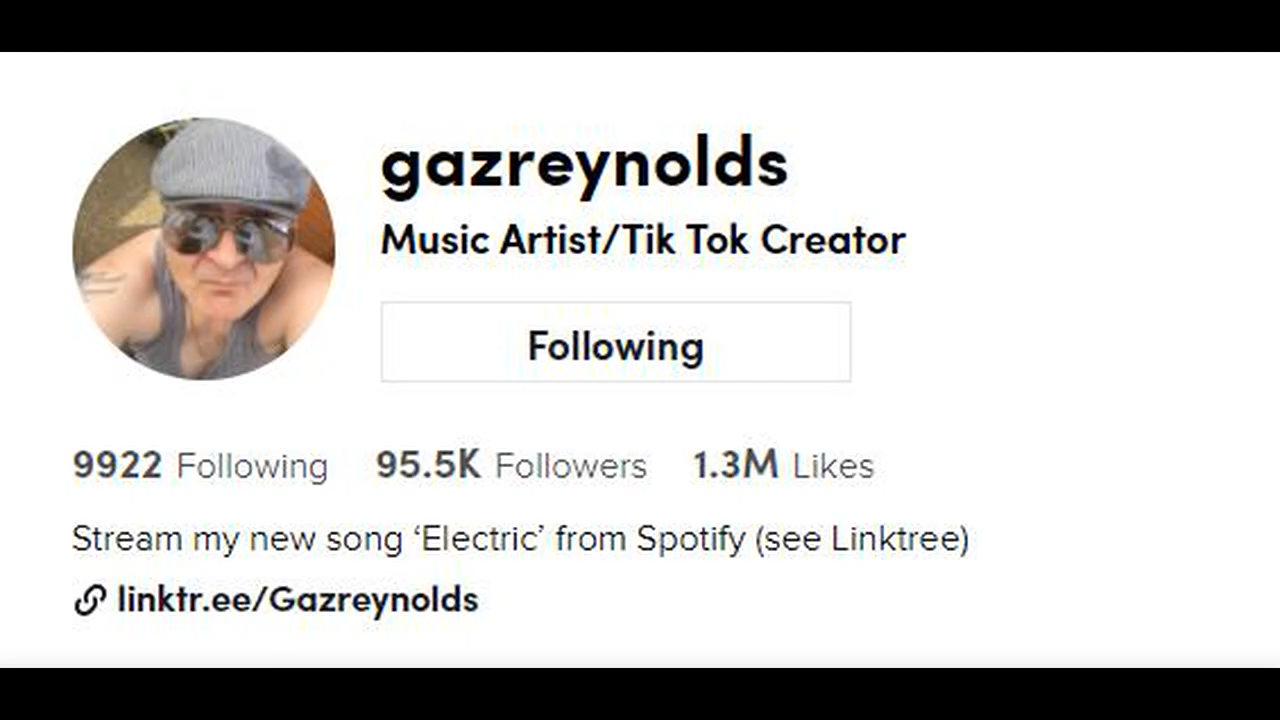 gazreynolds
Music Artist/Tik Tok Creator
Following
9922 Following 95.5K Followers 1.3M Likes
Stream my new song ‘Electric’ from Spotify (see Linktree)
linktr.ee/Gazreynolds